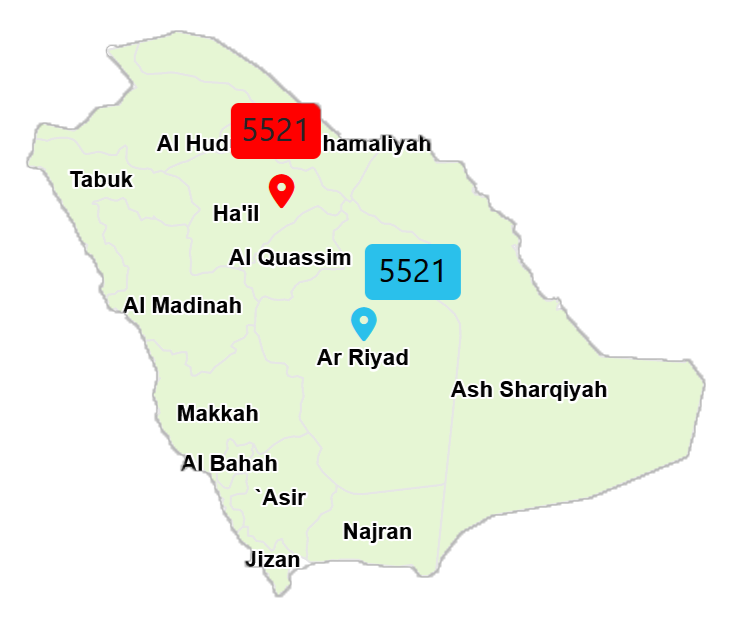 5521
Al Hud hamaliyah
Tabuk
Ha'il
Al Quassim
5521
Al Madinah
Ar Riyad
Ash Sharqiyah
Makkah
Al Bahah
`Asir
Najran
Jizan